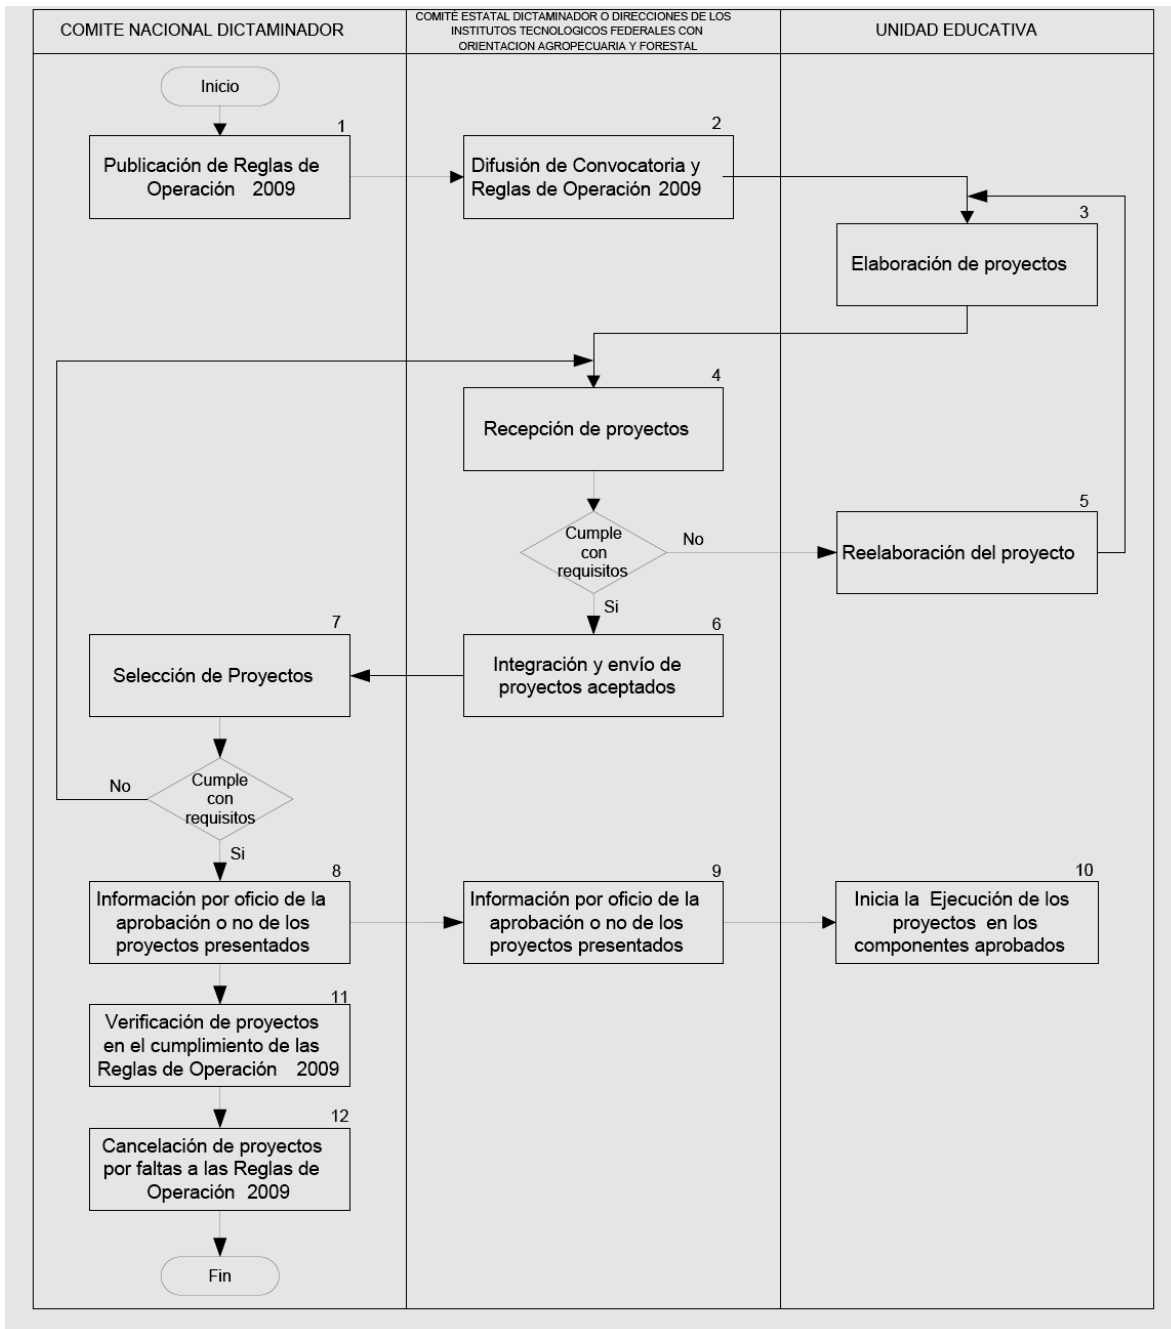 COMITE NACIONAL DICTAMINADOR
COMITÉ ESTATAL DICTAMINADOR O DIRECCIONES DE LOS
INSTITUTOS TECNOLOGICOS FEDERALES CON
ORIENTACION AGROPECUARIA Y FORESTAL
UNIDAD EDUCATIVA
Inicio
1
Publicación de Reglas de
Operación 2009
2
Difusión de Convocatoria y
Reglas de Operación 2009
3
Elaboración de proyectos
4
Recepción de proyectos
Cumple
con
requisitos
No
5
Reelaboración del proyecto
Si
6
Integración y envío de
proyectos aceptados
7
Selección de Proyectos
Cumple
con
requisitos
No
Si
8
Información por oficio de la
aprobación o no de los
proyectos presentados
9
Información por oficio de la
aprobación o no de los
proyectos presentados
10
Inicia la Ejecución de los
proyectos en los
componentes aprobados
11
Verificación de proyectos
en el cumplimiento de las
Reglas de Operación 2009
12
Cancelación de proyectos
por faltas a las Reglas de
Operación 2009
Fin